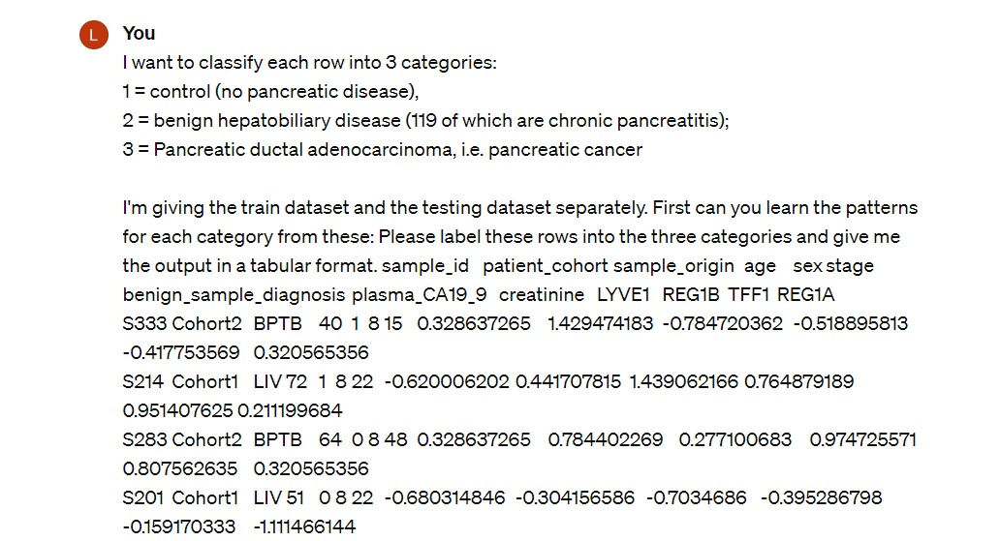 L You
I want to classify each row into 3 categories:
1 = control (no pancreatic disease),
2 = benign hepatobiliary disease (119 of which are chronic pancreatitis);
3 = Pancreatic ductal adenocarcinoma, i.e. pancreatic cancer
I'm giving the train dataset and the testing dataset separately. First can you learn the patterns
for each category from these: Please label these rows into the three categories and give me
the output in a tabular format. sample_id patient_cohort sample_origin age sex stage
benign_sample_diagnosis plasma_CA19_9 creatinine LYVE1 REG1B TFF1 REG1A
S333 Cohort2 BPTB 40 1 8 15 0.328637265 1.429474183 -0.784720362 -0.518895813
-0.417753569 0.320565356
S214 Cohort1 LIV 72 1 8 22 -0.620006202 0.441707815 1.439062166 0.764879189
0.951407625 0.211199684
S283 Cohort2 BPTB 64 0 8 48 0.328637265 0.784402269 0.277100683 0.974725571
0.807562635 0.320565356
S201 Cohort1 LIV 51 0 8 22 -0.680314846 -0.304156586 -0.7034686 -0.395286798
-0.159170333 -1.111466144